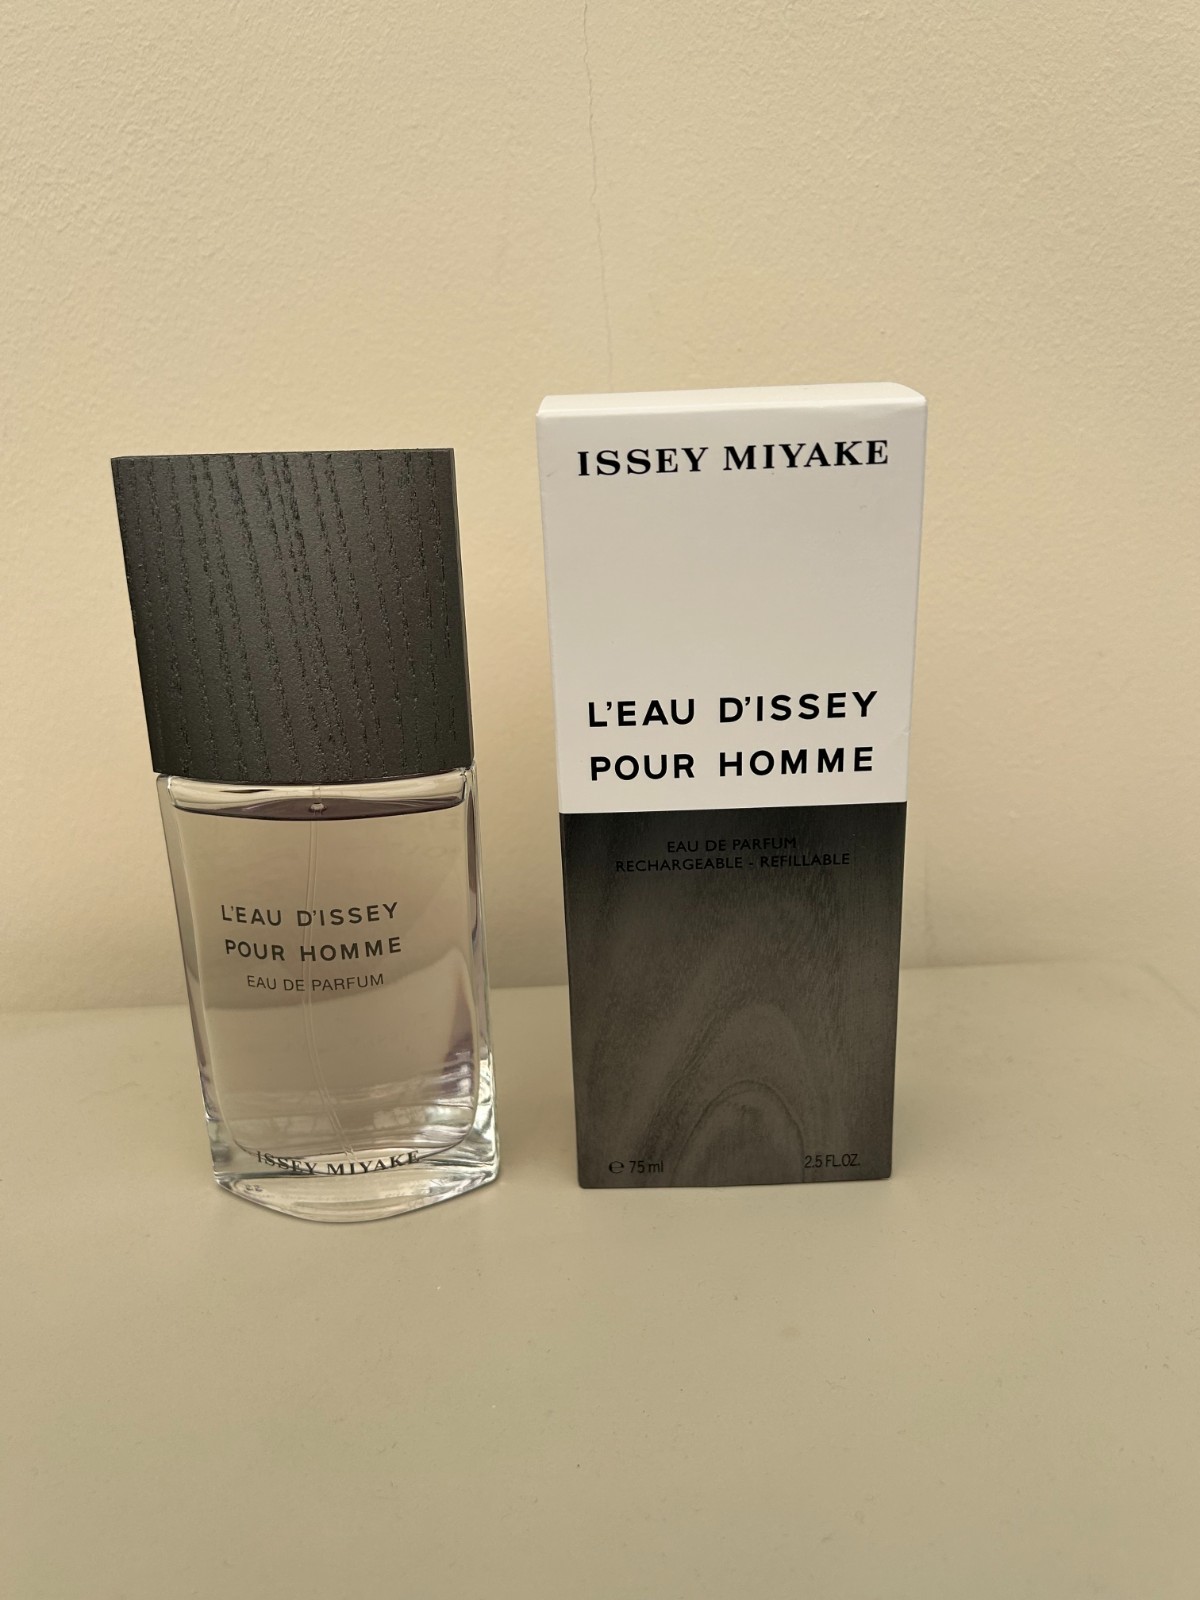 L'EAU D'ISSEY
POUR HOMME
EAU DE PARFUM
ISSEY MIYAKE
ISSEY MIYAKE
L'EAU D'ISSEY
POUR HOMME
EAU DE PARFUM
RECHARGEABLE - REFILLABLE
℮ 75 ml
2.5 FL.OZ.